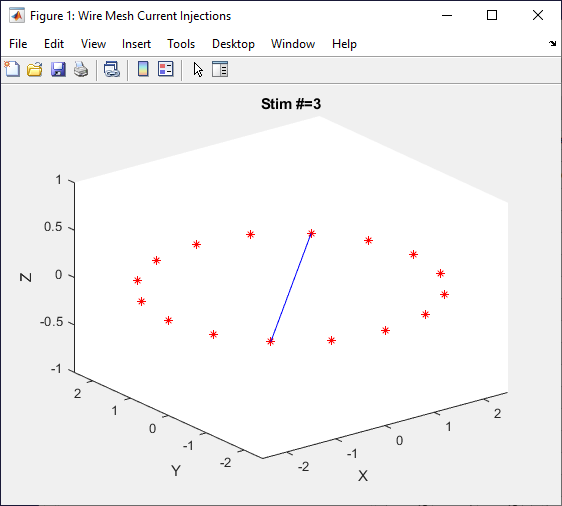 Figure 1: Wire Mesh Current Injections
File Edit View Insert Tools Desktop Window Help
Stim #=3
1
0.5
0
-0.5
-1
Z
2
1
0
-1
-2
Y
-2
-1
0
1
2
X